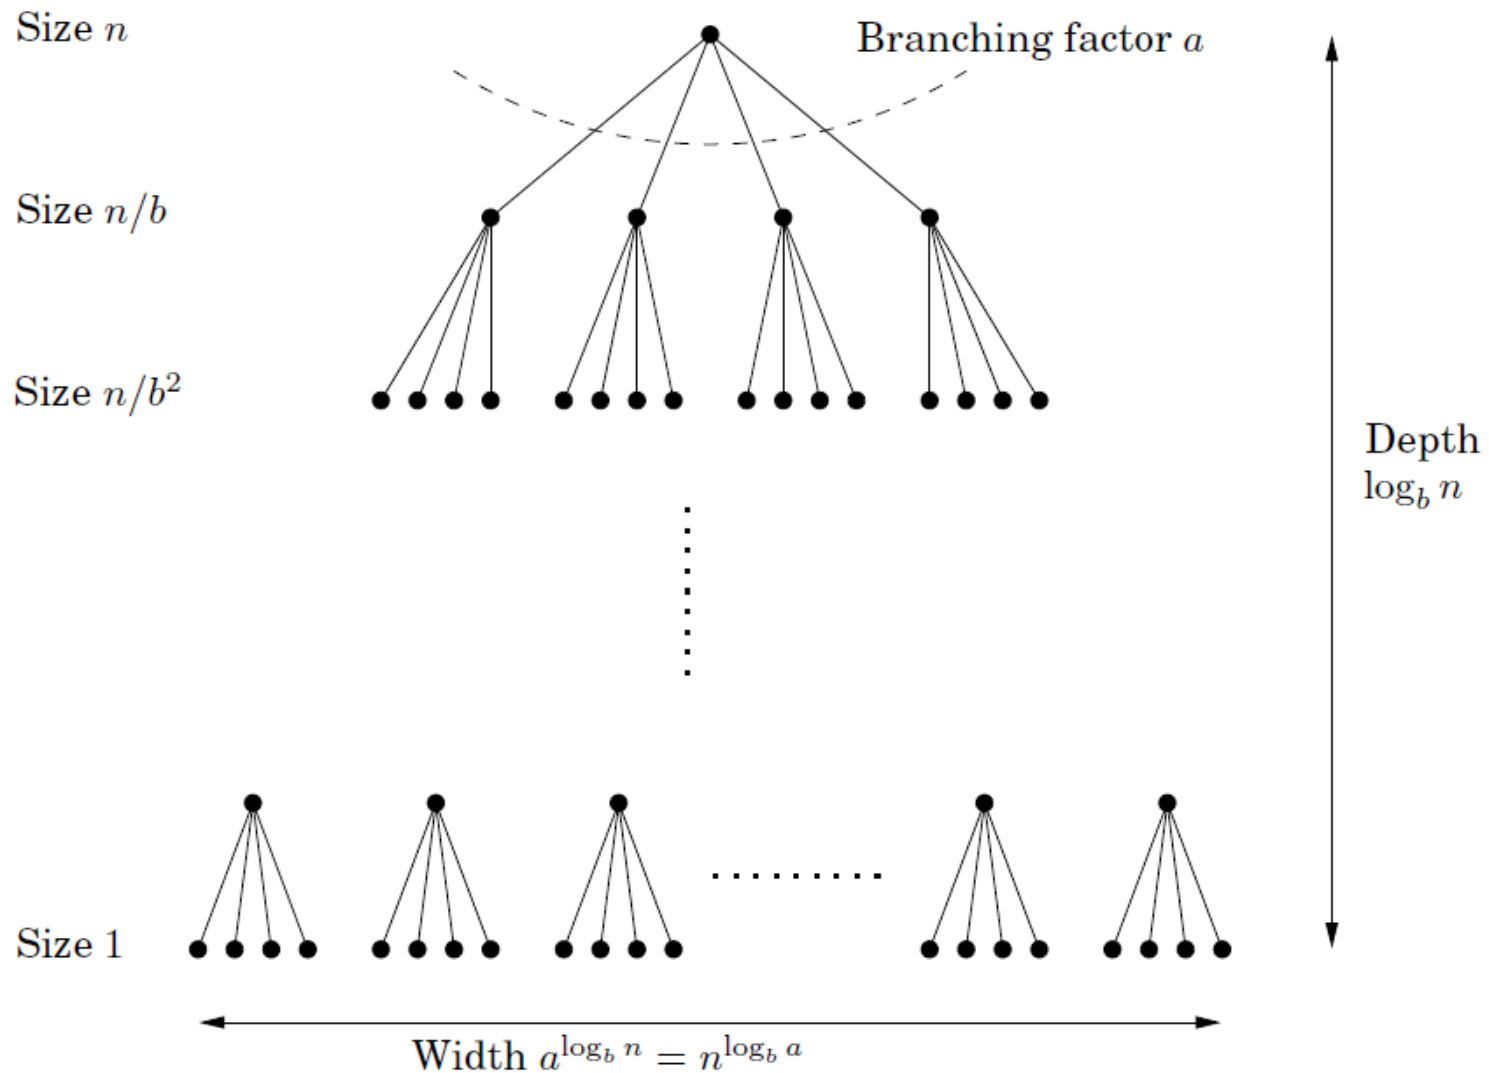 Size n
Branching factor a
Size n/b
Size n/b²
Depth
log_b n
Size 1
Width a^{log_b n} = n^{log_b a}